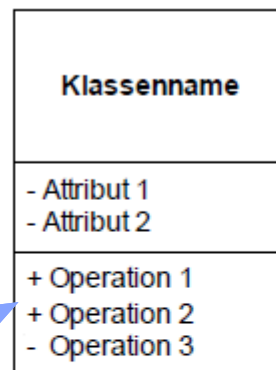 Klassenname
- Attribut 1
- Attribut 2
+ Operation 1
+ Operation 2
- Operation 3